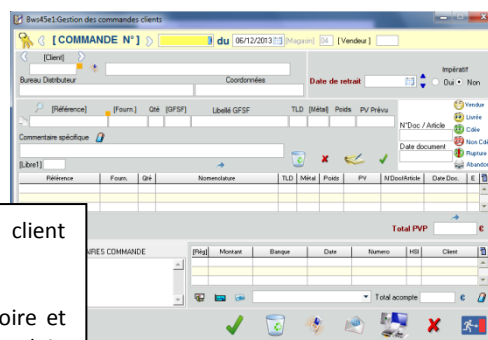 Bws45e1:Gestion des commandes clients
[COMMANDE N°] du 06/12/2013 [Magasin] 04 [Vendeur]
[Client]
Impératif
Bureau Distributeur Coordonnées Date de retrait Oui Non
[Référence] [Fourn.] Qté [GFSF] Libellé GFSF TLD [Métal] Poids PV Prévu
Vendue
Livrée
N°Doc / Article
Cdée
Commentaire spécifique
Non Cdé
Date document
Rupture
Abandon
[Libre1]
Référence Fourn. Qté Nomenclature TLD Métal Poids PV N°Doc/Article Date Doc. E
Total PVP €
client
AIRES COMMANDE
[Règ] Montant Banque Date Numero HSI Client
oire et
Total acompte €